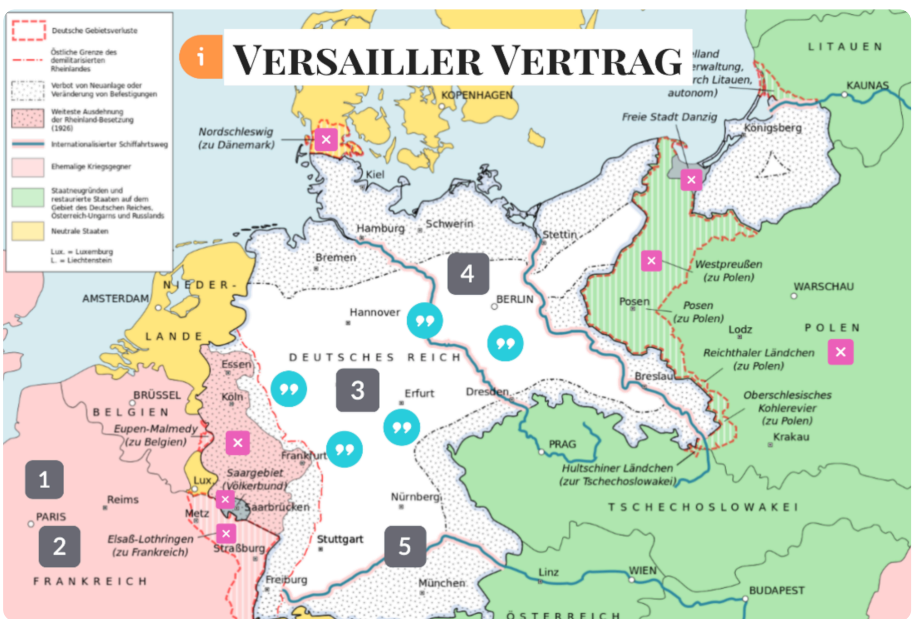 Deutsche Gebietsverluste
Östliche Grenze des
demilitarisierten
Rheinlandes
Verbot von Neuanlage oder
Veränderung von Befestigungen
Weiteste Ausdehnung
der Rheinland-Besetzung
(1926)
Internationalisierter Schiffahrtsweg
Ehemalige Kriegsgegner
Staatneugründen und
restaurierte Staaten auf dem
Gebiet des Deutschen Reiches,
Österreich-Ungarns und Russlands
Neutrale Staaten
Lux. = Luxemburg
L. = Liechtenstein
i
VERSAILLER VERTRAG
elland
erwaltung,
rch Litauen,
autonom)
LITAUEN
KAUNAS
KOPENHAGEN
Freie Stadt Danzig
Königsberg
Nordschleswig
(zu Dänemark)
Kiel
Schwerin
Hamburg
Stettin
Bremen
4
Westpreußen
(zu Polen)
NIEDER-
LANDE
AMSTERDAM
BERLIN
WARSCHAU
Hannover
Posen
Posen
(zu Polen)
Lodz
POLEN
DEUTSCHES REICH
Reichthaler Ländchen
(zu Polen)
Essen
Köln
3
Erfurt
Dresden
Breslau
BRÜSSEL
BELGIEN
Oberschlesisches
Kohlerevier
(zu Polen)
Eupen-Malmedy
(zu Belgien)
Krakau
Frankfurt
PRAG
Saargebiet
(Völkerbund)
Hultschiner Ländchen
(zur Tschechoslowakei)
1
Lux.
Nürnberg
Reims
Metz
Saarbrücken
TSCHECHOSLOWAKEI
PARIS
2
Elsaß-Lothringen
(zu Frankreich)
Straßburg
Stuttgart
5
Linz
WIEN
FRANKREICH
Freiburg
München
BUDAPEST
ÖSTERREICH